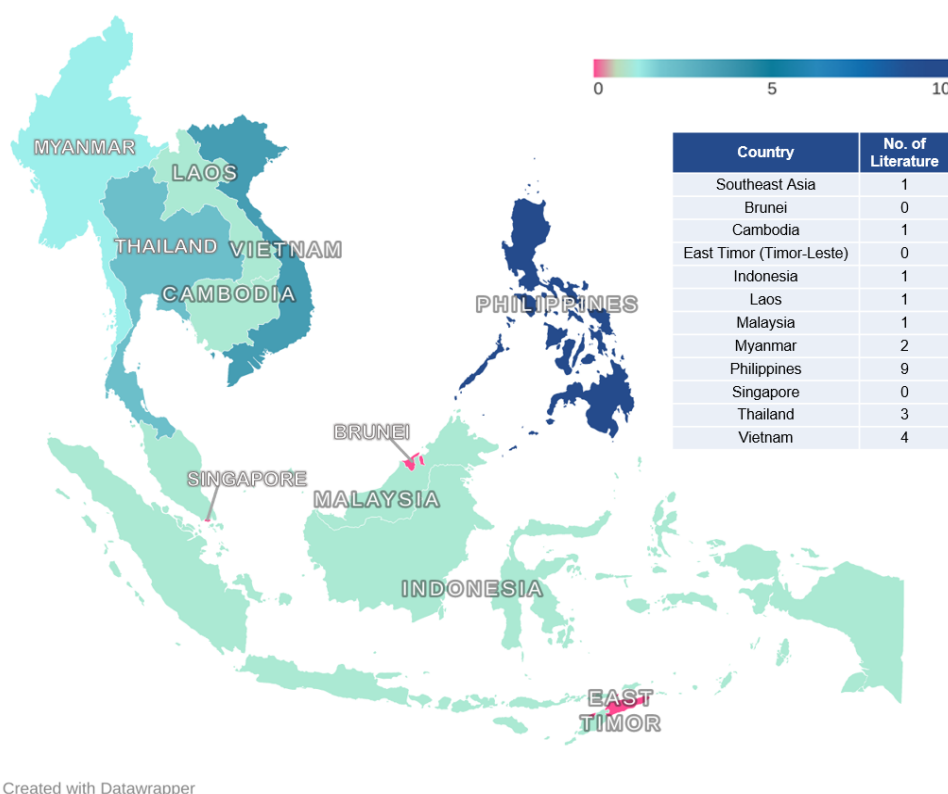 0 5 10
MYANMAR
LAOS
THAILAND VIETNAM
CAMBODIA
PHILIPPINES
BRUNEI
SINGAPORE
MALAYSIA
INDONESIA
EAST
TIMOR
Country No. of
Literature
Southeast Asia 1
Brunei 0
Cambodia 1
East Timor (Timor-Leste) 0
Indonesia 1
Laos 1
Malaysia 1
Myanmar 2
Philippines 9
Singapore 0
Thailand 3
Vietnam 4
Created with Datawrapper